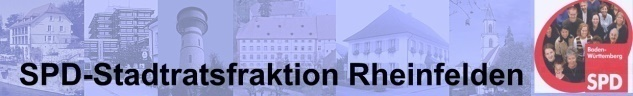 SPD-Stadtratsfraktion Rheinfelden
Baden-
Württemberg
SPD